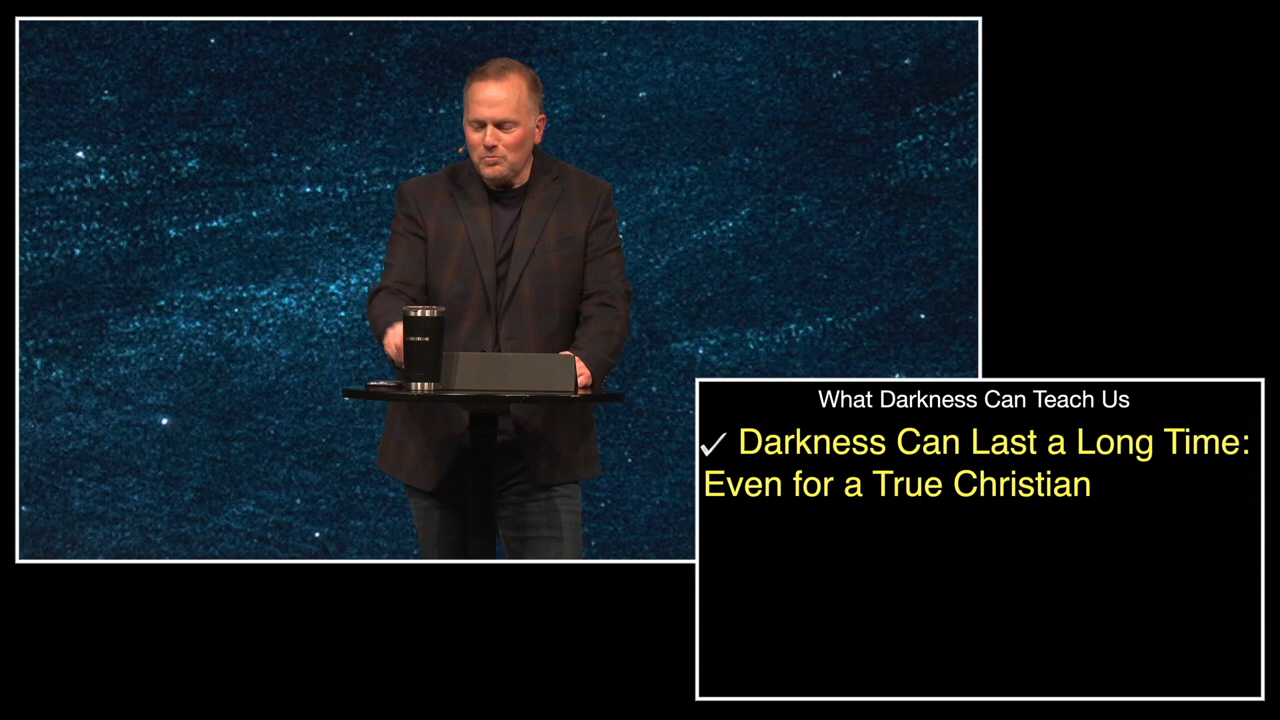 What Darkness Can Teach Us
✓ Darkness Can Last a Long Time:
Even for a True Christian